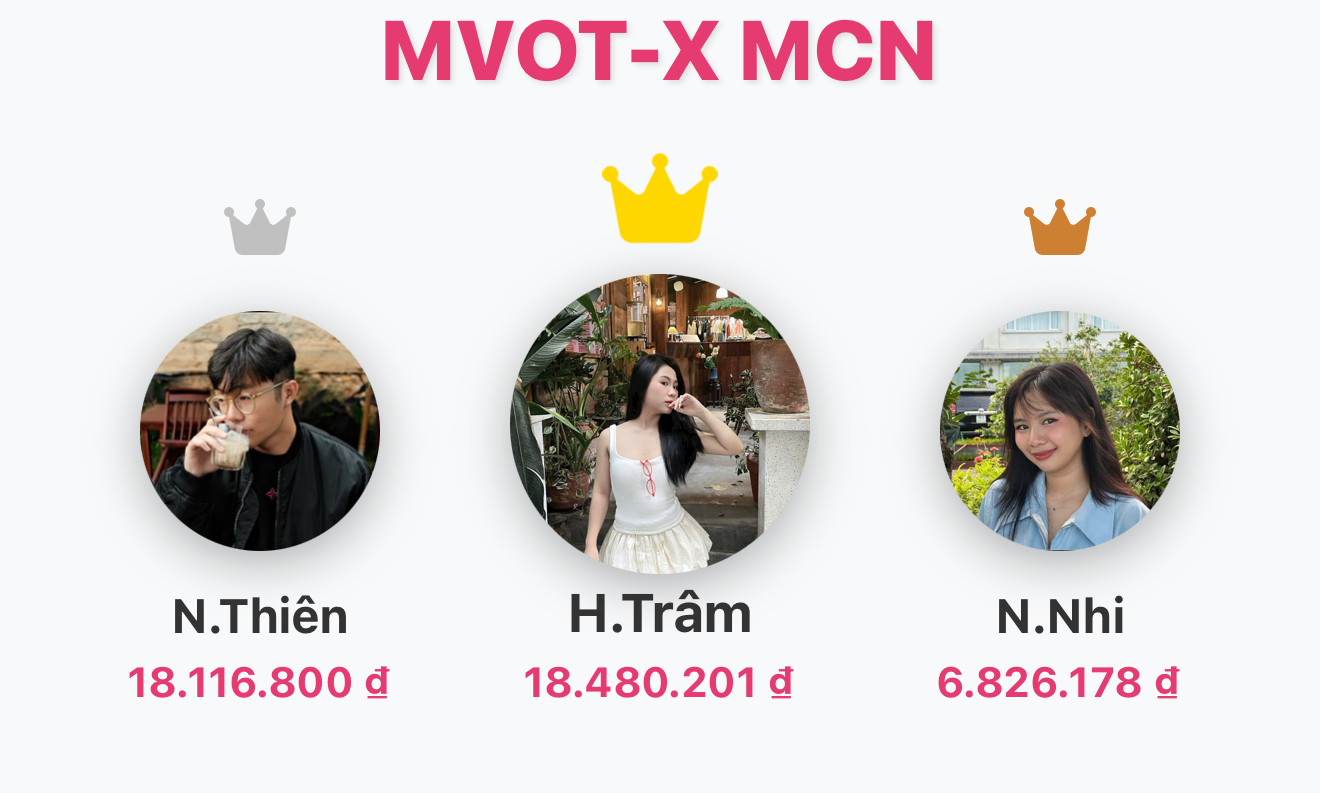 MVOT-X MCN
N.Thiên
18.116.800 ₫
H.Trâm
18.480.201 ₫
N.Nhi
6.826.178 ₫